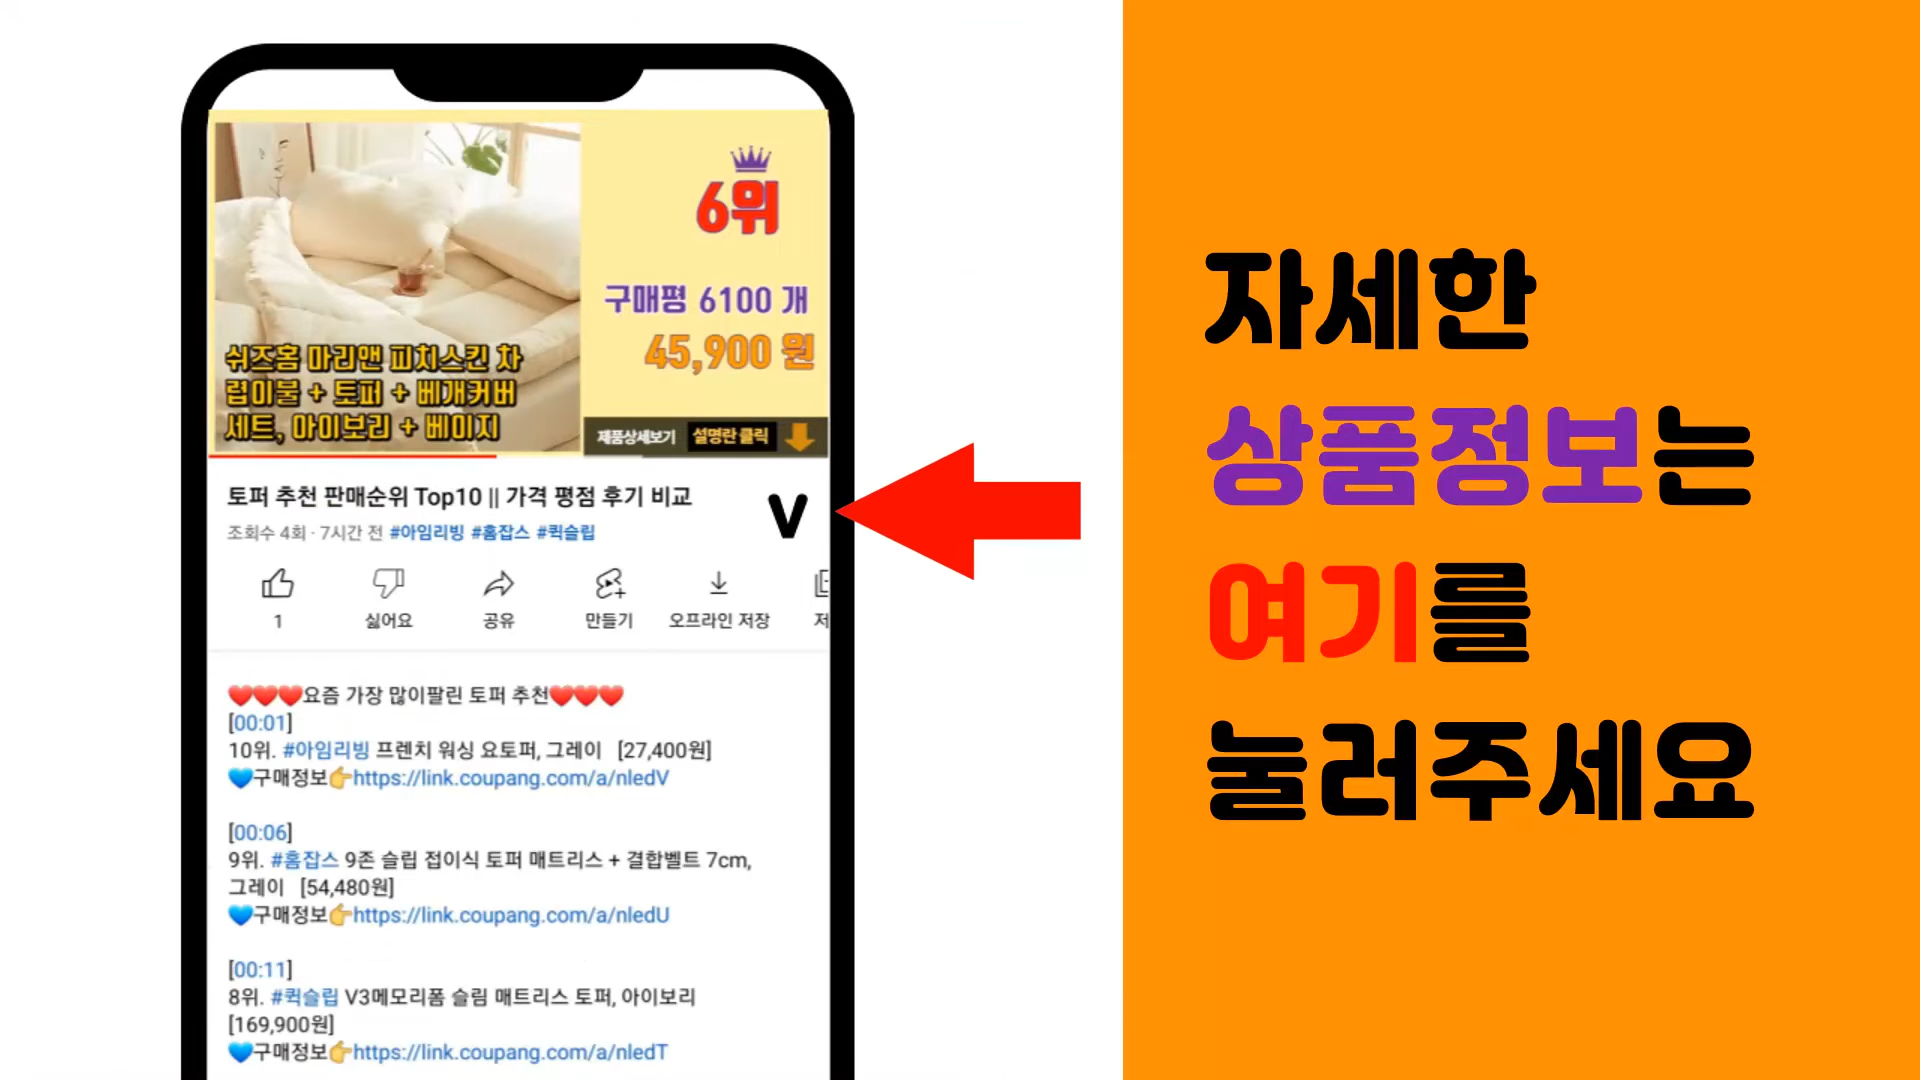 6위
구매평 6100 개
45,900 원
쉬즈홈 마리앤 피치스킨 차
렵이불 + 토퍼 + 베개커버
세트, 아이보리 + 베이지
제품상세보기 설명란 클릭
토퍼 추천 판매순위 Top10 || 가격 평점 후기 비교
V
조회수 4회 · 7시간 전 #아임리빙 #홈잡스 #퀵슬립
1 싫어요 공유 만들기 오프라인 저장 저
❤️❤️❤️요즘 가장 많이팔린 토퍼 추천❤️❤️❤️
[00:01]
10위. #아임리빙 프렌치 워싱 요토퍼, 그레이 [27,400원]
💙구매정보👉https://link.coupang.com/a/nledV
[00:06]
9위. #홈잡스 9존 슬립 접이식 토퍼 매트리스 + 결합벨트 7cm,
그레이 [54,480원]
💙구매정보👉https://link.coupang.com/a/nledU
[00:11]
8위. #퀵슬립 V3메모리폼 슬림 매트리스 토퍼, 아이보리
[169,900원]
💙구매정보👉https://link.coupang.com/a/nledT
자세한
상품정보는
여기를
눌러주세요